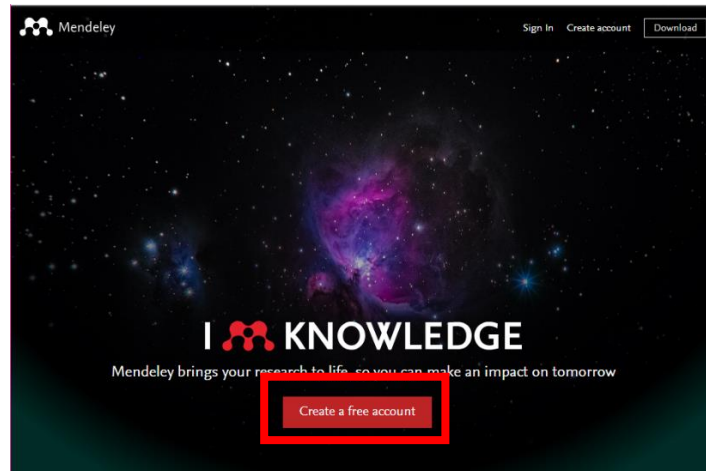 Mendeley
Sign In Create account Download
I KNOWLEDGE
Mendeley brings your research to life, so you can make an impact on tomorrow
Create a free account